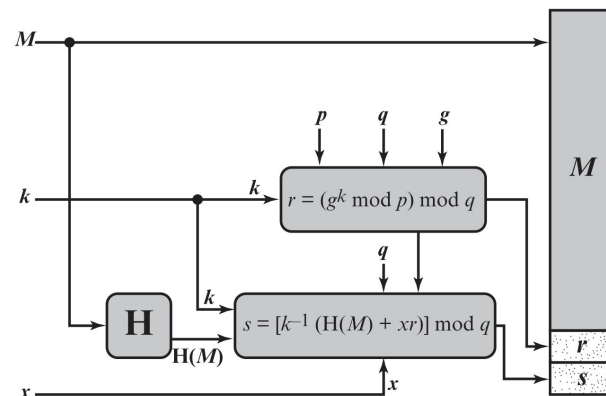 M
p q g
M
k
k
r = (g^k mod p) mod q
q
k
H
s = [k^–1 (H(M) + xr)] mod q
H(M)
r
s
x
x